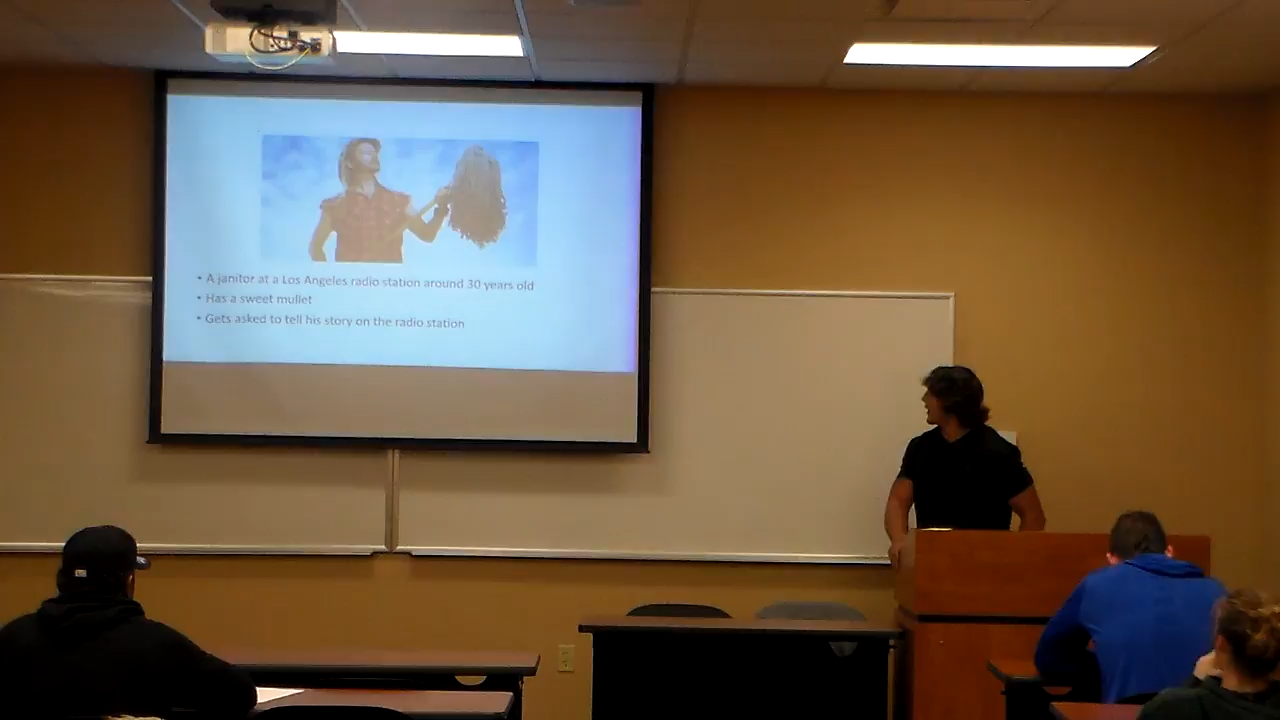 • A janitor at a Los Angeles radio station around 30 years old
• Has a sweet mullet
• Gets asked to tell his story on the radio station